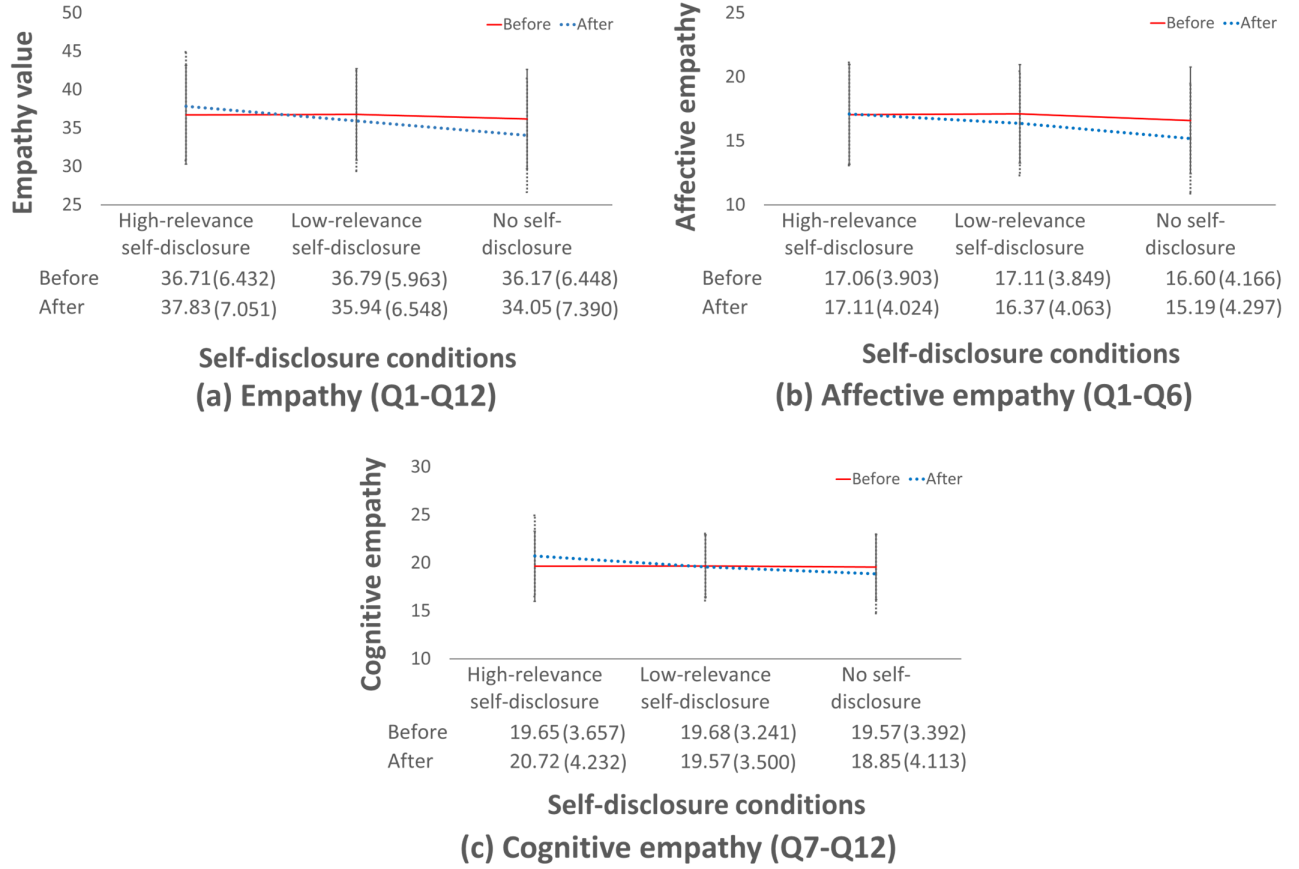 Empathy value
50
45
40
35
30
25
Before After
High-relevance self-disclosure
Low-relevance self-disclosure
No self-disclosure
Before 36.71(6.432) 36.79(5.963) 36.17(6.448)
After 37.83(7.051) 35.94(6.548) 34.05(7.390)
Self-disclosure conditions
(a) Empathy (Q1-Q12)
Affective empathy
25
20
15
10
Before After
High-relevance self-disclosure
Low-relevance self-disclosure
No self-disclosure
Before 17.06(3.903) 17.11(3.849) 16.60(4.166)
After 17.11(4.024) 16.37(4.063) 15.19(4.297)
Self-disclosure conditions
(b) Affective empathy (Q1-Q6)
Cognitive empathy
30
25
20
15
10
Before After
High-relevance self-disclosure
Low-relevance self-disclosure
No self-disclosure
Before 19.65(3.657) 19.68(3.241) 19.57(3.392)
After 20.72(4.232) 19.57(3.500) 18.85(4.113)
Self-disclosure conditions
(c) Cognitive empathy (Q7-Q12)